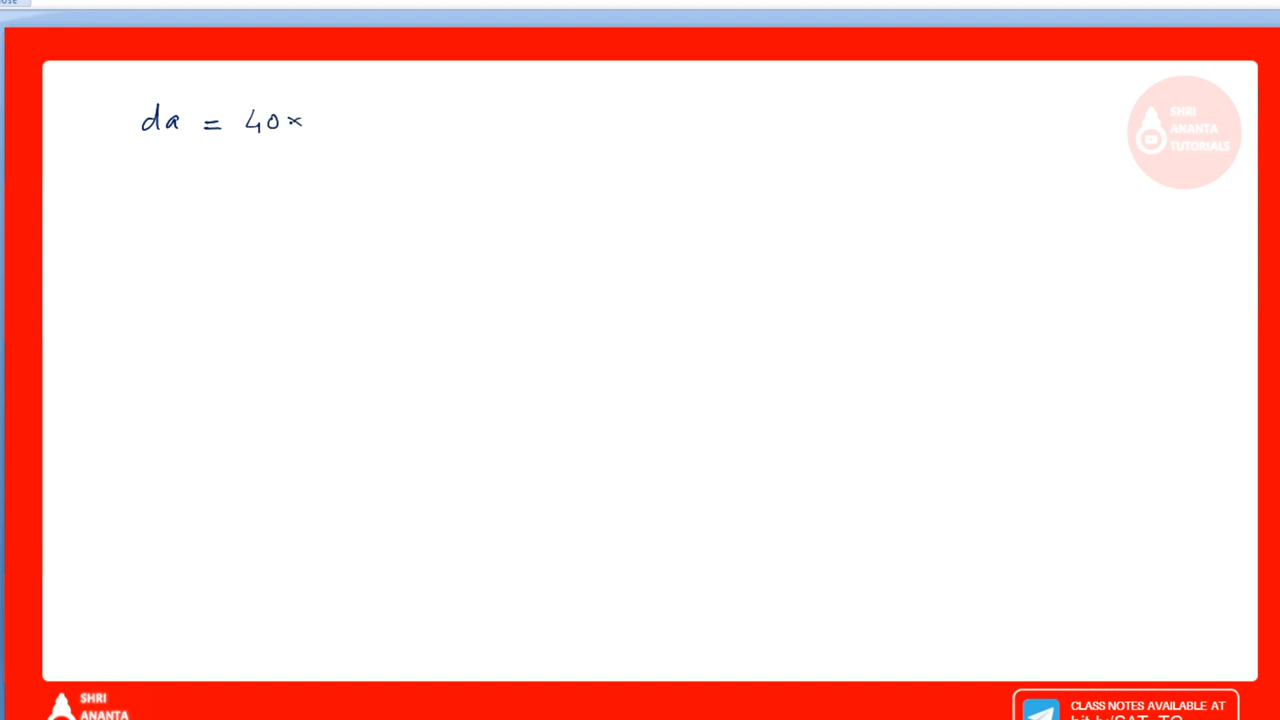 da = 40×
SHRI
ANANTA
TUTORIALS
SHRI
ANANTA
CLASS NOTES AVAILABLE AT